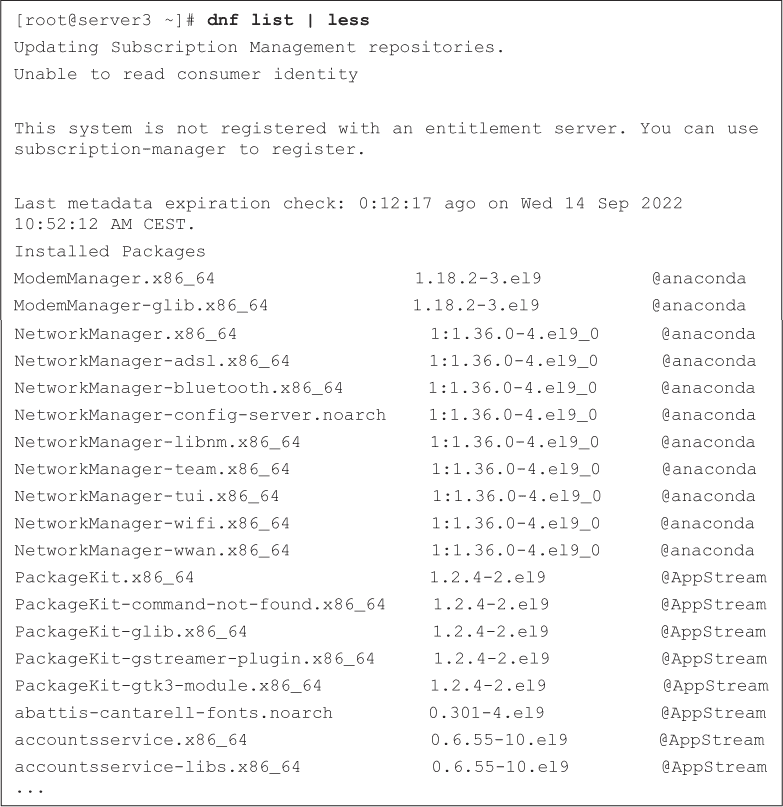 [root@server3 ~]# dnf list | less
Updating Subscription Management repositories.
Unable to read consumer identity
This system is not registered with an entitlement server. You can use
subscription-manager to register.
Last metadata expiration check: 0:12:17 ago on Wed 14 Sep 2022
10:52:12 AM CEST.
Installed Packages
ModemManager.x86_64 1.18.2-3.el9 @anaconda
ModemManager-glib.x86_64 1.18.2-3.el9 @anaconda
NetworkManager.x86_64 1:1.36.0-4.el9_0 @anaconda
NetworkManager-adsl.x86_64 1:1.36.0-4.el9_0 @anaconda
NetworkManager-bluetooth.x86_64 1:1.36.0-4.el9_0 @anaconda
NetworkManager-config-server.noarch 1:1.36.0-4.el9_0 @anaconda
NetworkManager-libnm.x86_64 1:1.36.0-4.el9_0 @anaconda
NetworkManager-team.x86_64 1:1.36.0-4.el9_0 @anaconda
NetworkManager-tui.x86_64 1:1.36.0-4.el9_0 @anaconda
NetworkManager-wifi.x86_64 1:1.36.0-4.el9_0 @anaconda
NetworkManager-wwan.x86_64 1:1.36.0-4.el9_0 @anaconda
PackageKit.x86_64 1.2.4-2.el9 @AppStream
PackageKit-command-not-found.x86_64 1.2.4-2.el9 @AppStream
PackageKit-glib.x86_64 1.2.4-2.el9 @AppStream
PackageKit-gstreamer-plugin.x86_64 1.2.4-2.el9 @AppStream
PackageKit-gtk3-module.x86_64 1.2.4-2.el9 @AppStream
abattis-cantarell-fonts.noarch 0.301-4.el9 @AppStream
accountsservice.x86_64 0.6.55-10.el9 @AppStream
accountsservice-libs.x86_64 0.6.55-10.el9 @AppStream
...